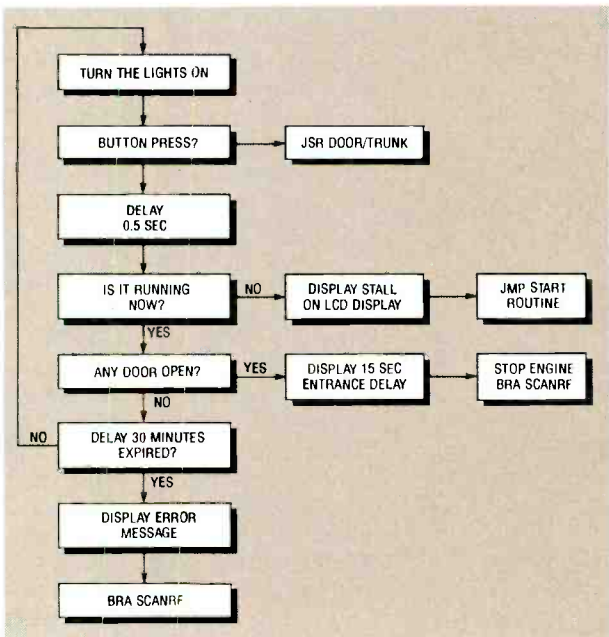 TURN THE LIGHTS ON
BUTTON PRESS?
JSR DOOR/TRUNK
DELAY
0.5 SEC
IS IT RUNNING
NOW?
NO
DISPLAY STALL
ON LCD DISPLAY
JMP START
ROUTINE
YES
ANY DOOR OPEN?
YES
DISPLAY 15 SEC
ENTRANCE DELAY
STOP ENGINE
BRA SCANRF
NO
NO
DELAY 30 MINUTES
EXPIRED?
YES
DISPLAY ERROR
MESSAGE
BRA SCANRF